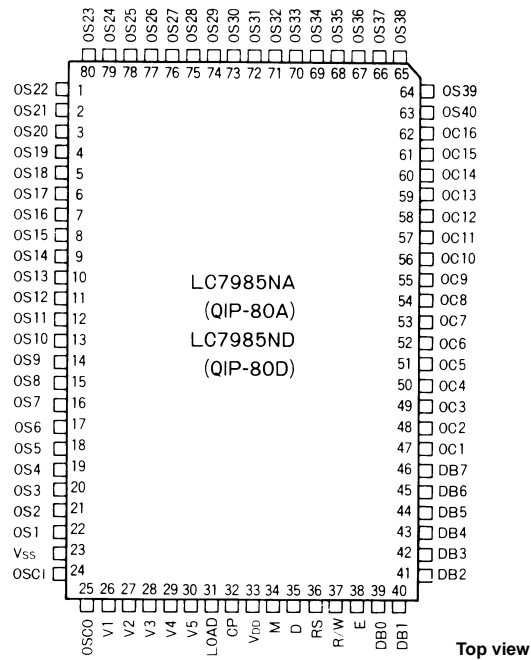 OS23 OS24 OS25 OS26 OS27 OS28 OS29 OS30 OS31 OS32 OS33 OS34 OS35 OS36 OS37 OS38
80 79 78 77 76 75 74 73 72 71 70 69 68 67 66 65
OS22 1 64 OS39
OS21 2 63 OS40
OS20 3 62 OC16
OS19 4 61 OC15
OS18 5 60 OC14
OS17 6 59 OC13
OS16 7 58 OC12
OS15 8 57 OC11
OS14 9 56 OC10
OS13 10 55 OC9
OS12 11 54 OC8
OS11 12 53 OC7
OS10 13 52 OC6
OS9 14 51 OC5
OS8 15 50 OC4
OS7 16 49 OC3
OS6 17 48 OC2
OS5 18 47 OC1
OS4 19 46 DB7
OS3 20 45 DB6
OS2 21 44 DB5
OS1 22 43 DB4
Vss 23 42 DB3
OSCI 24 41 DB2
LC7985NA
(QIP-80A)
LC7985ND
(QIP-80D)
25 26 27 28 29 30 31 32 33 34 35 36 37 38 39 40
OSCO V1 V2 V3 V4 V5 LOAD CP VDD M D RS R/W E DB0 DB1
Top view